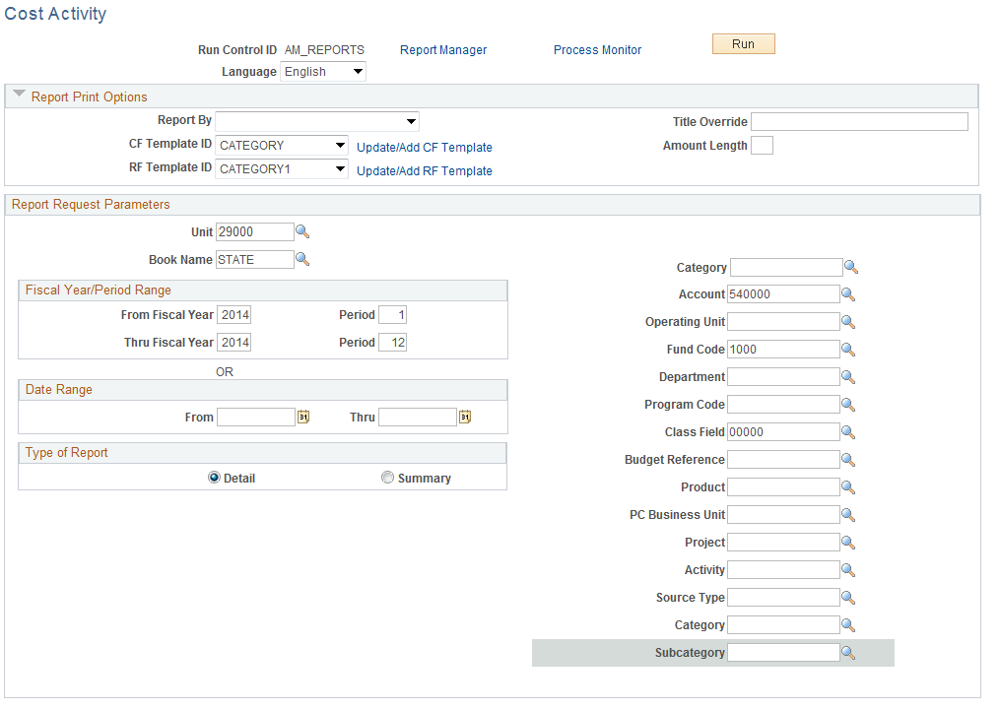 Cost Activity
Run Control ID AM_REPORTS Report Manager Process Monitor Run
Language English
Report Print Options
Report By Title Override
CF Template ID CATEGORY Update/Add CF Template Amount Length
RF Template ID CATEGORY1 Update/Add RF Template
Report Request Parameters
Unit 29000
Book Name STATE
Fiscal Year/Period Range
From Fiscal Year 2014 Period 1
Thru Fiscal Year 2014 Period 12
OR
Date Range
From 31 Thru 31
Type of Report
Detail Summary
Category
Account 540000
Operating Unit
Fund Code 1000
Department
Program Code
Class Field 00000
Budget Reference
Product
PC Business Unit
Project
Activity
Source Type
Category
Subcategory